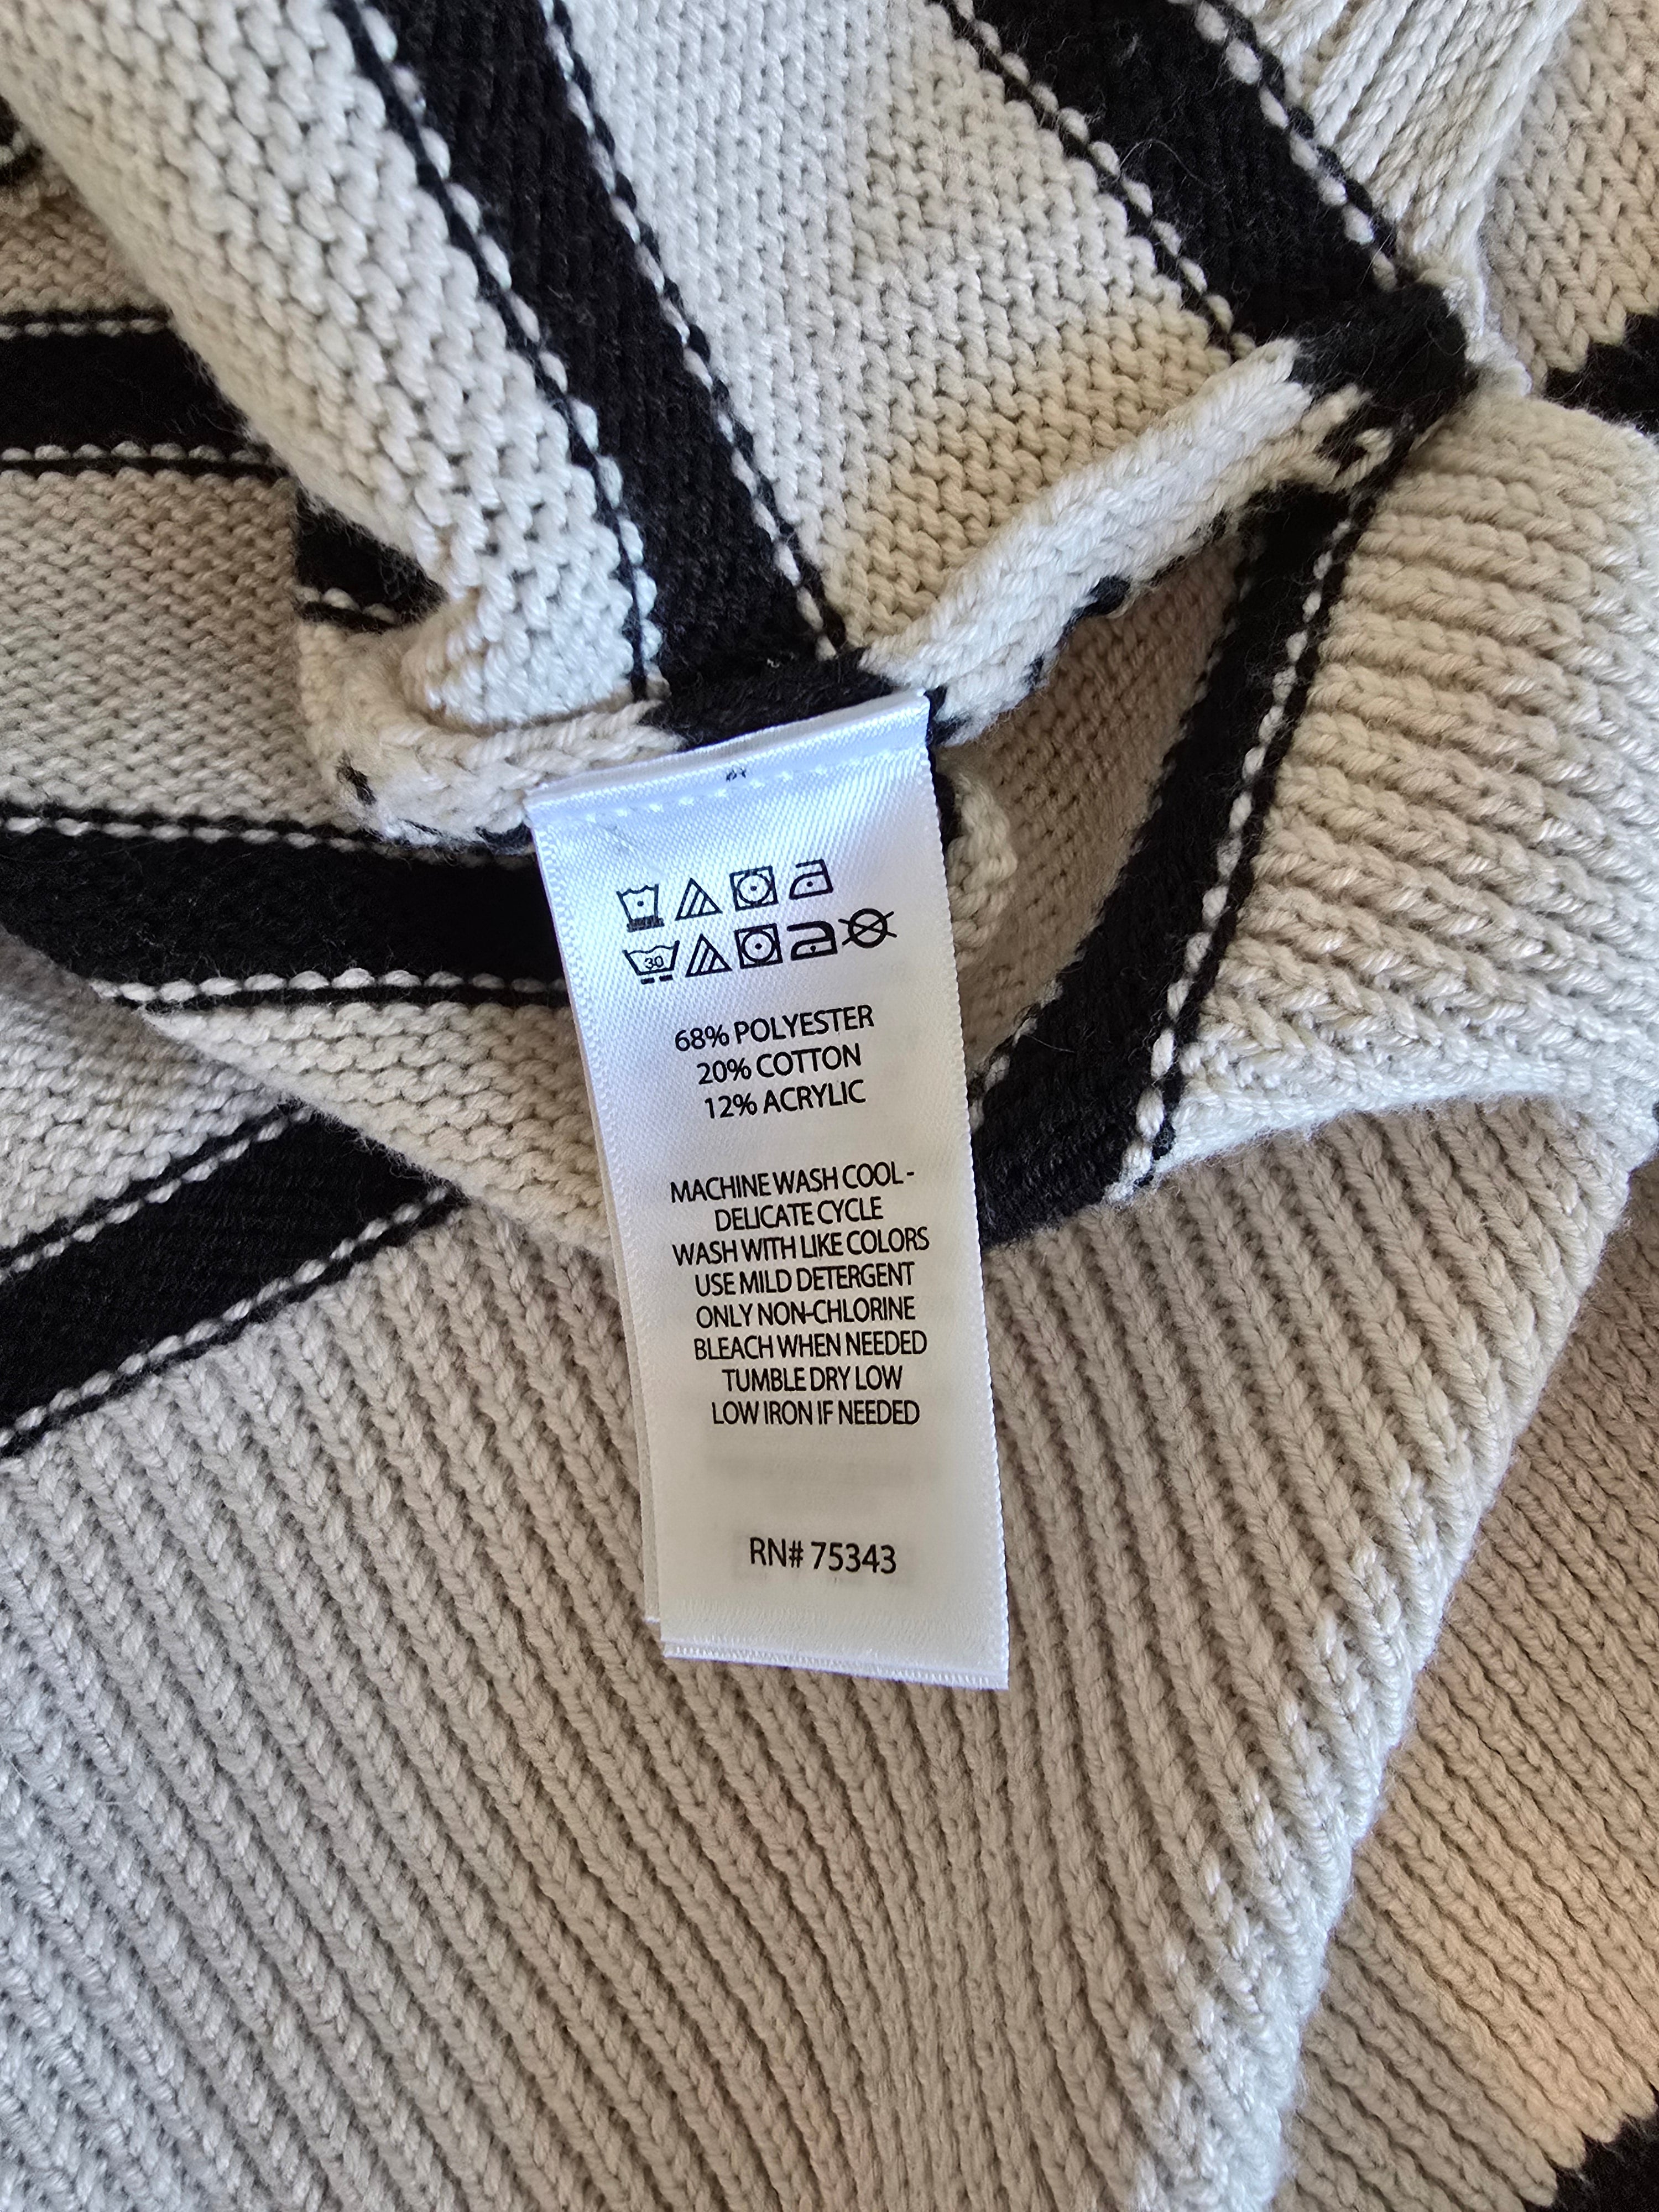 30
68% POLYESTER
20% COTTON
12% ACRYLIC
MACHINE WASH COOL -
DELICATE CYCLE
WASH WITH LIKE COLORS
USE MILD DETERGENT
ONLY NON-CHLORINE
BLEACH WHEN NEEDED
TUMBLE DRY LOW
LOW IRON IF NEEDED
RN# 75343